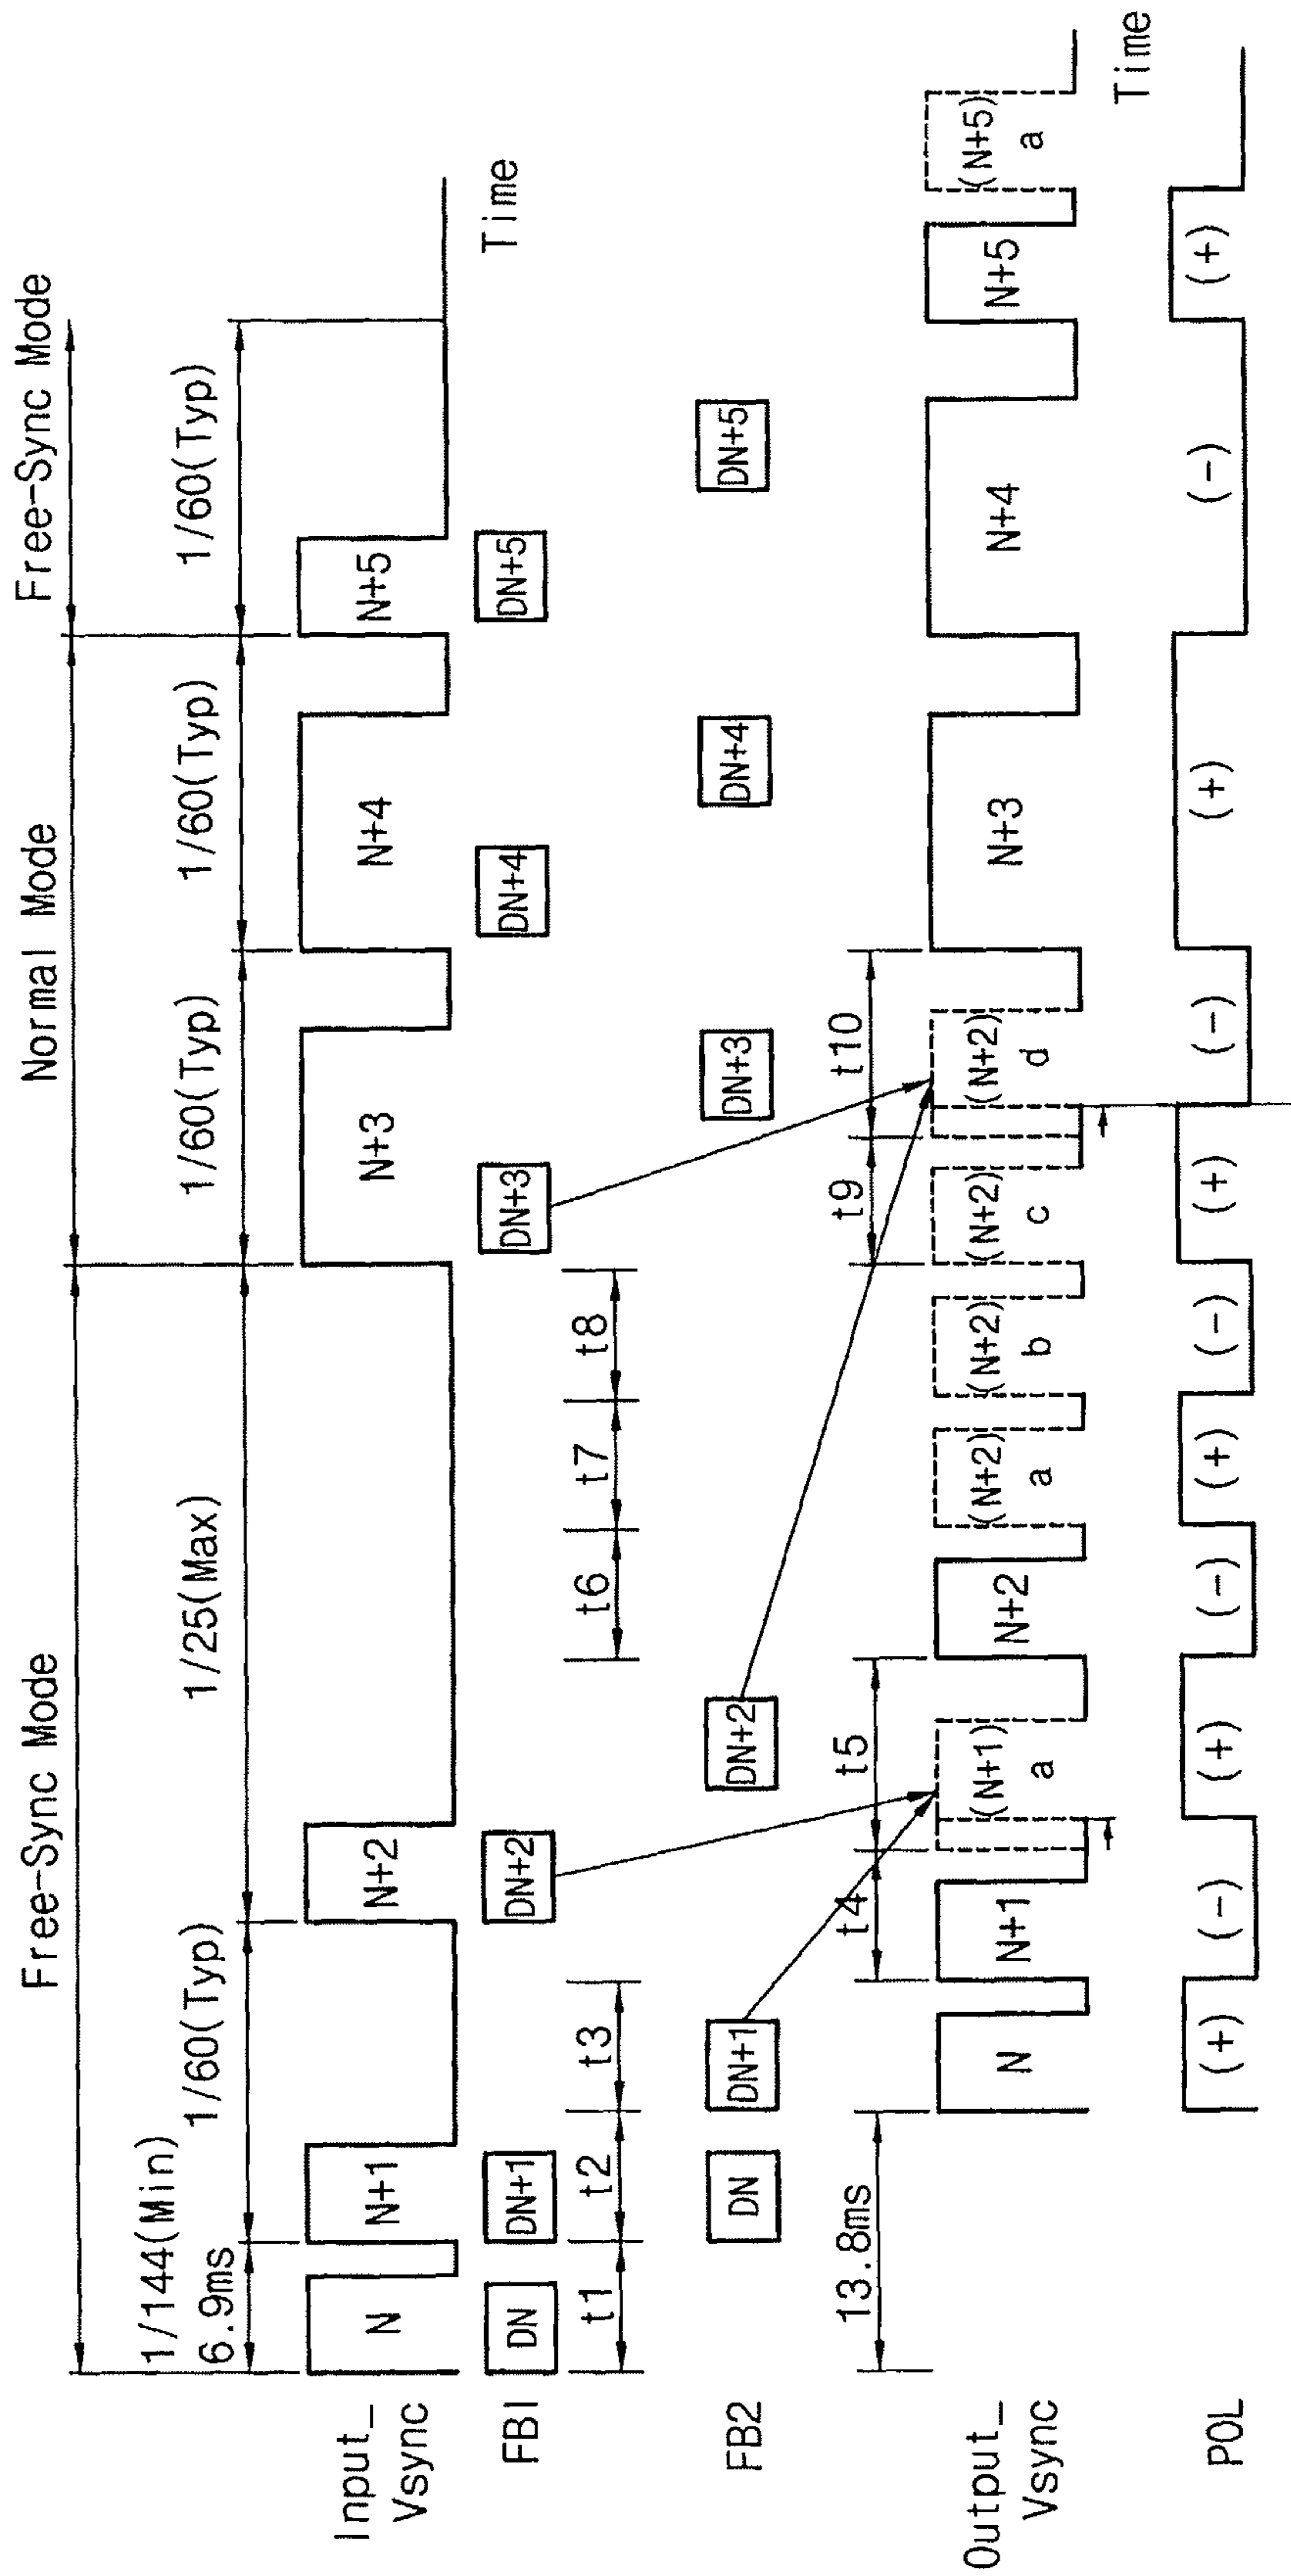 Free-Sync Mode
Normal Mode
Free-Sync Mode
1/144(Min)
6.9ms
1/60(Typ)
1/25(Max)
1/60(Typ)
1/60(Typ)
1/60(Typ)
Input_
Vsync
N
N+1
N+2
N+3
N+4
N+5
Time
FB1
DN
DN+1
DN+2
DN+3
DN+4
DN+5
t1
t2
t3
t6
t7
t8
FB2
DN
DN+1
DN+2
DN+3
DN+4
DN+5
13.8ms
t4
t5
t9
t10
Output_
Vsync
N
N+1
(N+1)
a
N+2
(N+2)
a
(N+2)
b
(N+2)
c
(N+2)
d
N+3
N+4
N+5
(N+5)
a
Time
POL
(+)
(-)
(+)
(-)
(+)
(-)
(+)
(-)
(+)
(-)
(+)